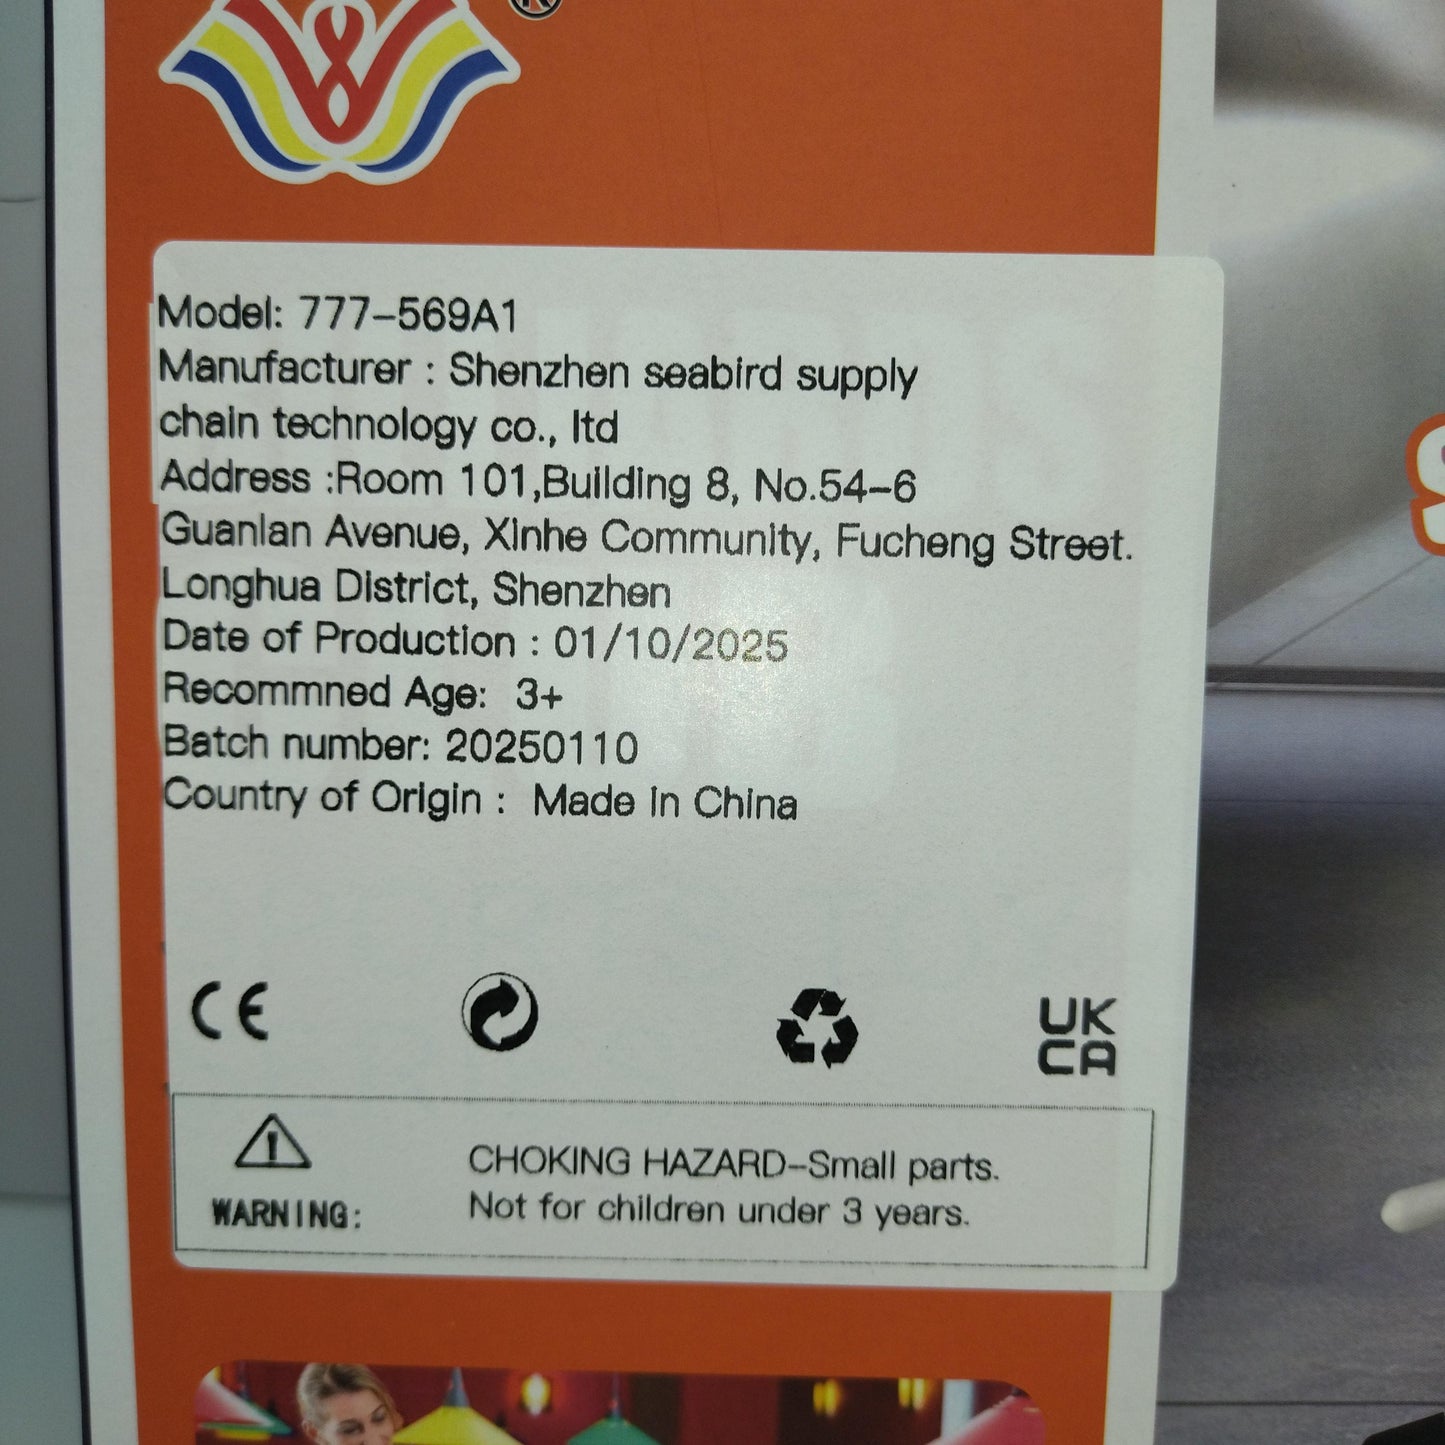 ®
Model: 777-569A1
Manufacturer : Shenzhen seabird supply
chain technology co., ltd
Address :Room 101,Building 8, No.54-6
Guanlan Avenue, Xinhe Community, Fucheng Street.
Longhua District, Shenzhen
Date of Production : 01/10/2025
Recommned Age: 3+
Batch number: 20250110
Country of Origin : Made in China
CE
UK
CA
WARNING:
CHOKING HAZARD-Small parts.
Not for children under 3 years.